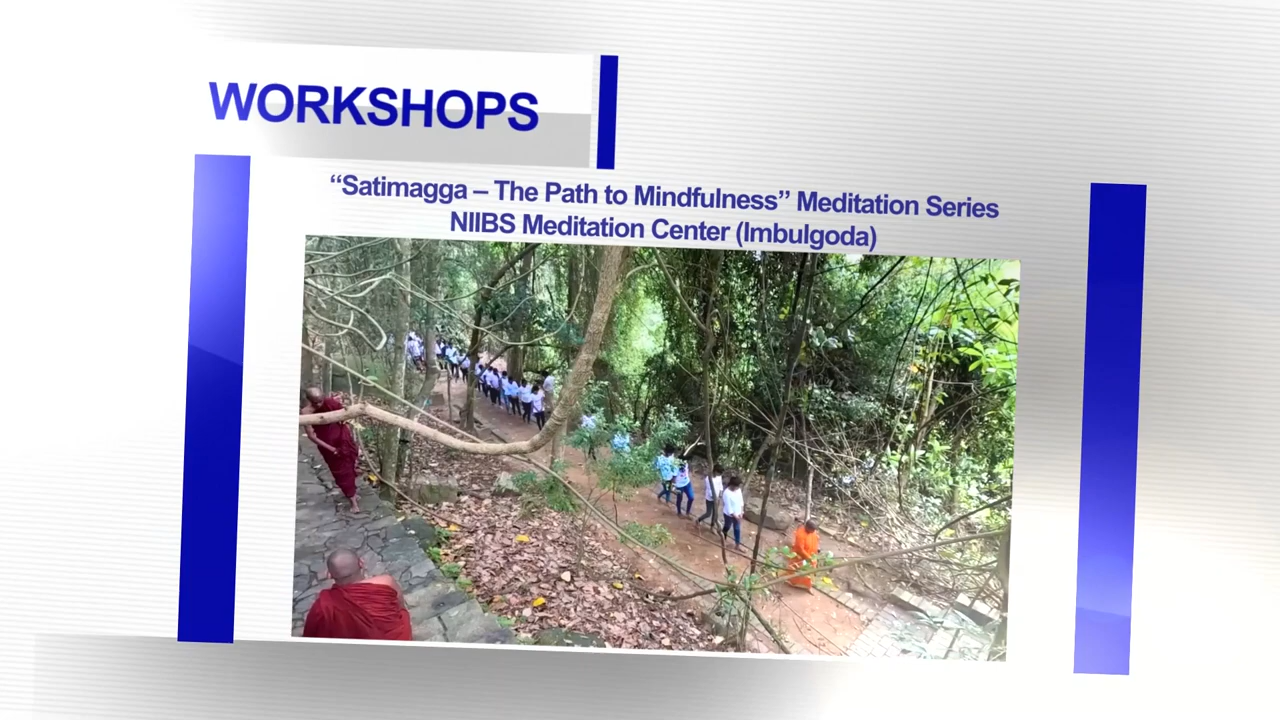 WORKSHOPS
“Satimagga – The Path to Mindfulness” Meditation Series
NIIBS Meditation Center (Imbulgoda)